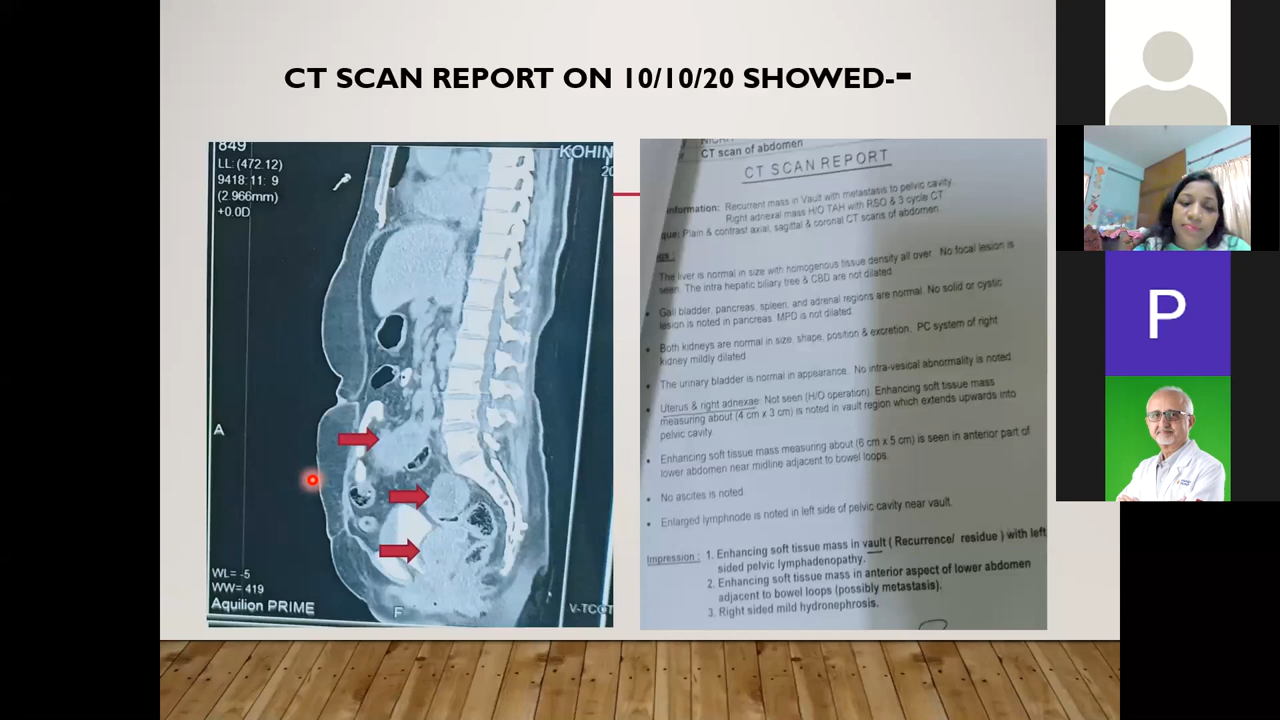 CT SCAN REPORT ON 10/10/20 SHOWED--
849
LL: (472.12)
9418: 11: 9
(2.966mm)
+0.0D
KOHIN
20
A
WL= -5
WW= 419
Aquilion PRIME
F
V-TCOT
CT scan of abdomen
CT SCAN REPORT
information: Recurrent mass in Vault with metastasis to pelvic cavity.
Right adnexal mass H/O TAH with RSO & 3 cycle CT
que: Plain & contrast axial, sagittal & coronal CT scans of abdomen.
gs :
The liver is normal in size with homogenous tissue density all over. No focal lesion is
seen. The intra hepatic biliary tree & CBD are not dilated.
• Gall bladder, pancreas, spleen, and adrenal regions are normal. No solid or cystic
lesion is noted in pancreas. MPD is not dilated.
• Both kidneys are normal in size, shape, position & excretion. PC system of right
kidney mildly dilated
• The urinary bladder is normal in appearance. No intra-vesical abnormality is noted.
• Uterus & right adnexae: Not seen (H/O operation). Enhancing soft tissue mass
measuring about (4 cm x 3 cm) is noted in vault region which extends upwards into
pelvic cavity.
• Enhancing soft tissue mass measuring about (6 cm x 5 cm) is seen in anterior part of
lower abdomen near midline adjacent to bowel loops.
• No ascites is noted.
• Enlarged lymphnode is noted in left side of pelvic cavity near vault.
Impression : 1. Enhancing soft tissue mass in vault ( Recurrence/ residue ) with left
sided pelvic lymphadenopathy.
2. Enhancing soft tissue mass in anterior aspect of lower abdomen
adjacent to bowel loops (possibly metastasis).
3. Right sided mild hydronephrosis.
P